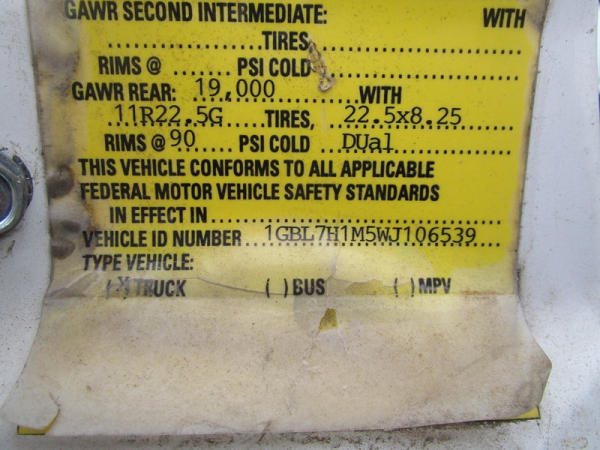 GAWR SECOND INTERMEDIATE: WITH
TIRES,
RIMS @ ....... PSI COLD
GAWR REAR: 19,000 WITH
11R22.5G TIRES, 22.5x8.25
RIMS @ 90 PSI COLD DUal
THIS VEHICLE CONFORMS TO ALL APPLICABLE
FEDERAL MOTOR VEHICLE SAFETY STANDARDS
IN EFFECT IN
VEHICLE ID NUMBER 1GBL7H1M5WJ106539
TYPE VEHICLE:
(X) TRUCK ( ) BUS ( ) MPV